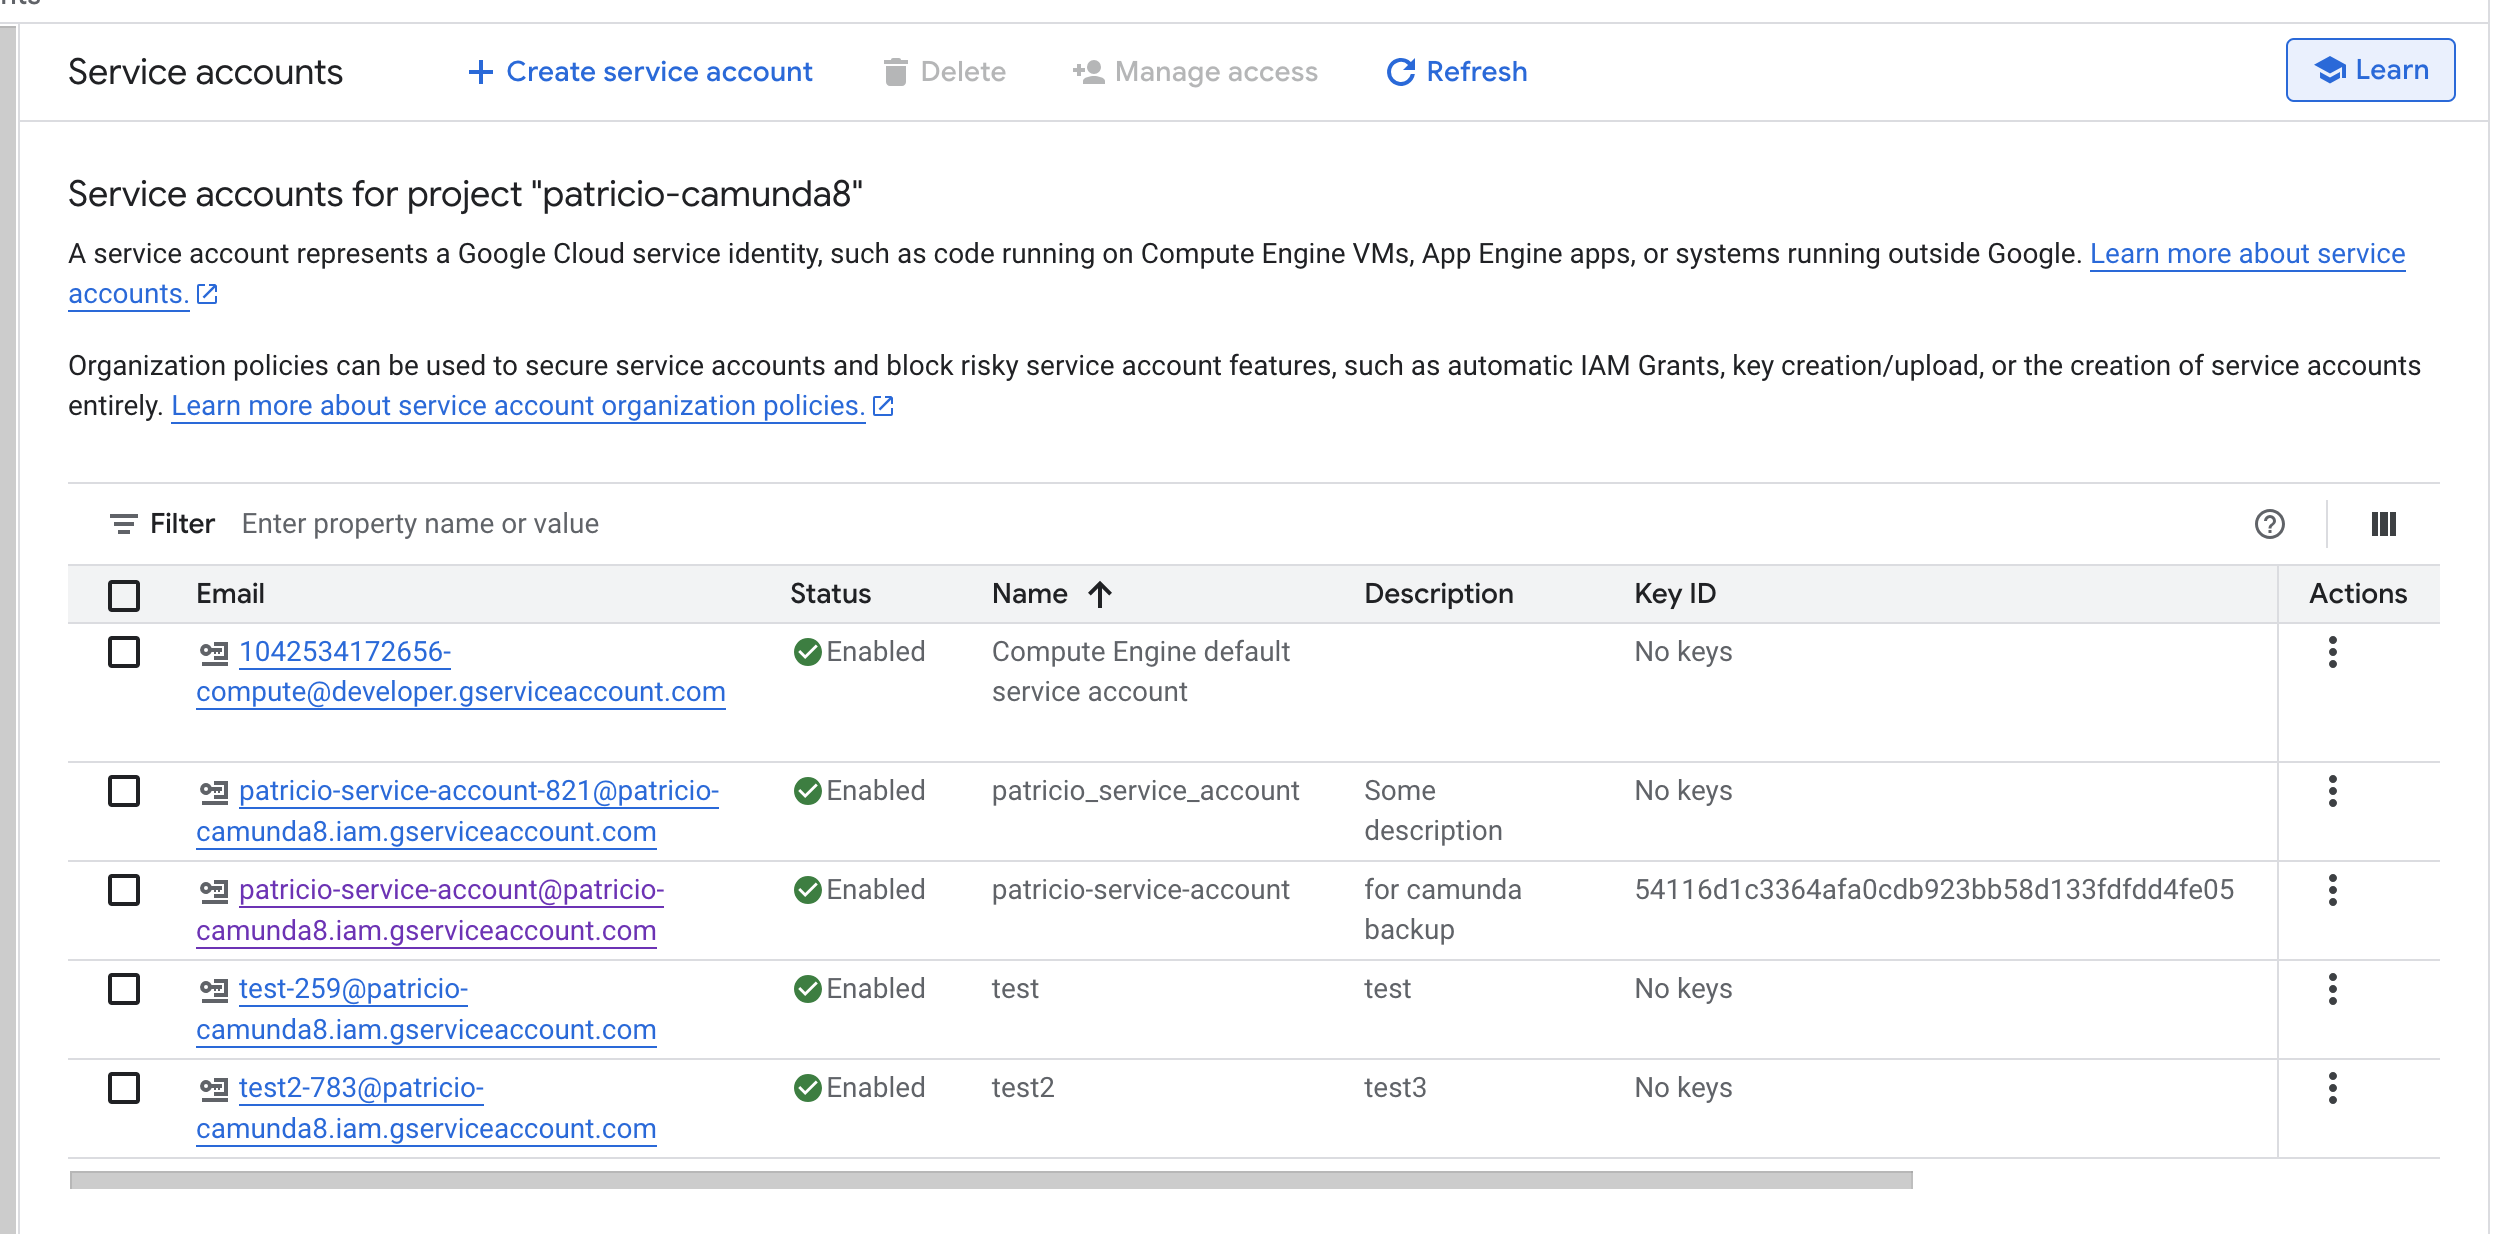 Service accounts
Create service account
Delete
Manage access
Refresh
Learn
Service accounts for project "patricio-camunda8"
A service account represents a Google Cloud service identity, such as code running on Compute Engine VMs, App Engine apps, or systems running outside Google. Learn more about service
accounts.
Organization policies can be used to secure service accounts and block risky service account features, such as automatic IAM Grants, key creation/upload, or the creation of service accounts
entirely. Learn more about service account organization policies.
Filter Enter property name or value
Email Status Name Description Key ID Actions
1042534172656- Enabled Compute Engine default No keys
compute@developer.gserviceaccount.com service account
patricio-service-account-821@patricio- Enabled patricio_service_account Some No keys
camunda8.iam.gserviceaccount.com description
patricio-service-account@patricio- Enabled patricio-service-account for camunda 54116d1c3364afa0cdb923bb58d133fdfdd4fe05
camunda8.iam.gserviceaccount.com backup
test-259@patricio- Enabled test test No keys
camunda8.iam.gserviceaccount.com
test2-783@patricio- Enabled test2 test3 No keys
camunda8.iam.gserviceaccount.com